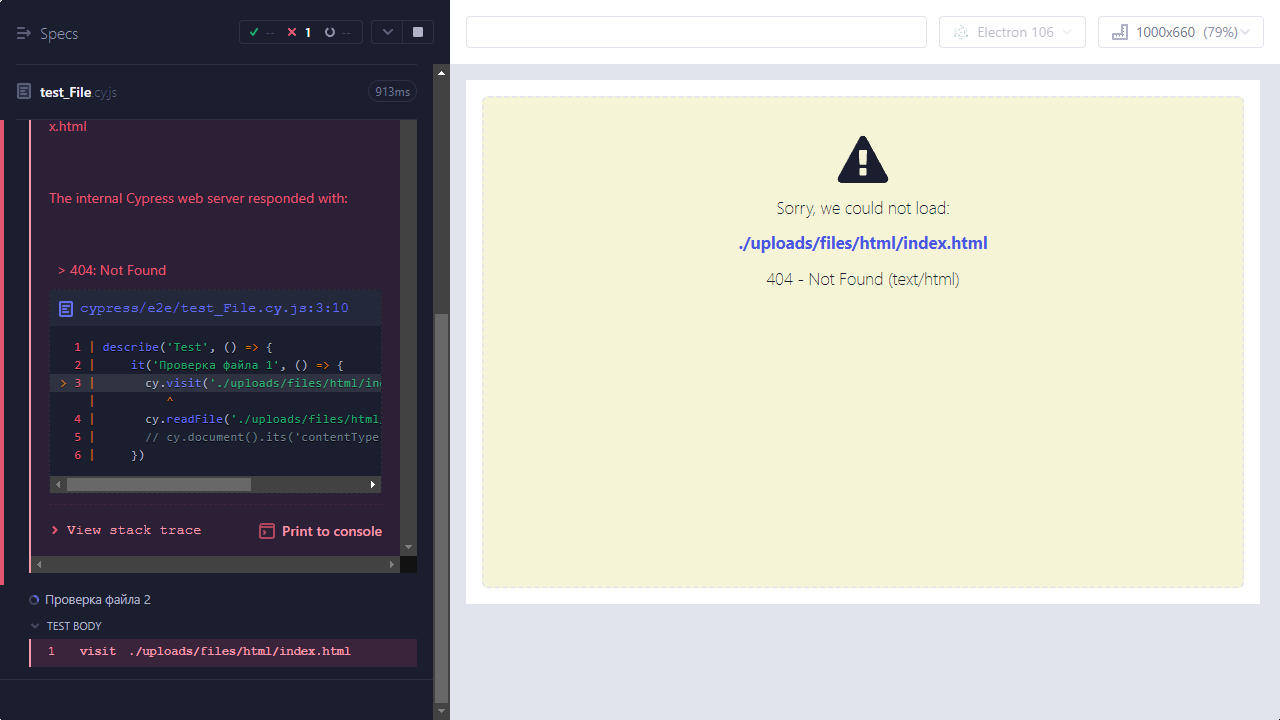 Specs
-- 1 --
Electron 106
1000x660 (79%)
test_File.cy.js
913ms
x.html
The internal Cypress web server responded with:
> 404: Not Found
cypress/e2e/test_File.cy.js:3:10
1 | describe('Test', () => {
2 | it('Проверка файла 1', () => {
> 3 | cy.visit('./uploads/files/html/ind
| ^
4 | cy.readFile('./uploads/files/html/
5 | // cy.document().its('contentType
6 | })
View stack trace
Print to console
Проверка файла 2
TEST BODY
1 visit ./uploads/files/html/index.html
Sorry, we could not load:
./uploads/files/html/index.html
404 - Not Found (text/html)